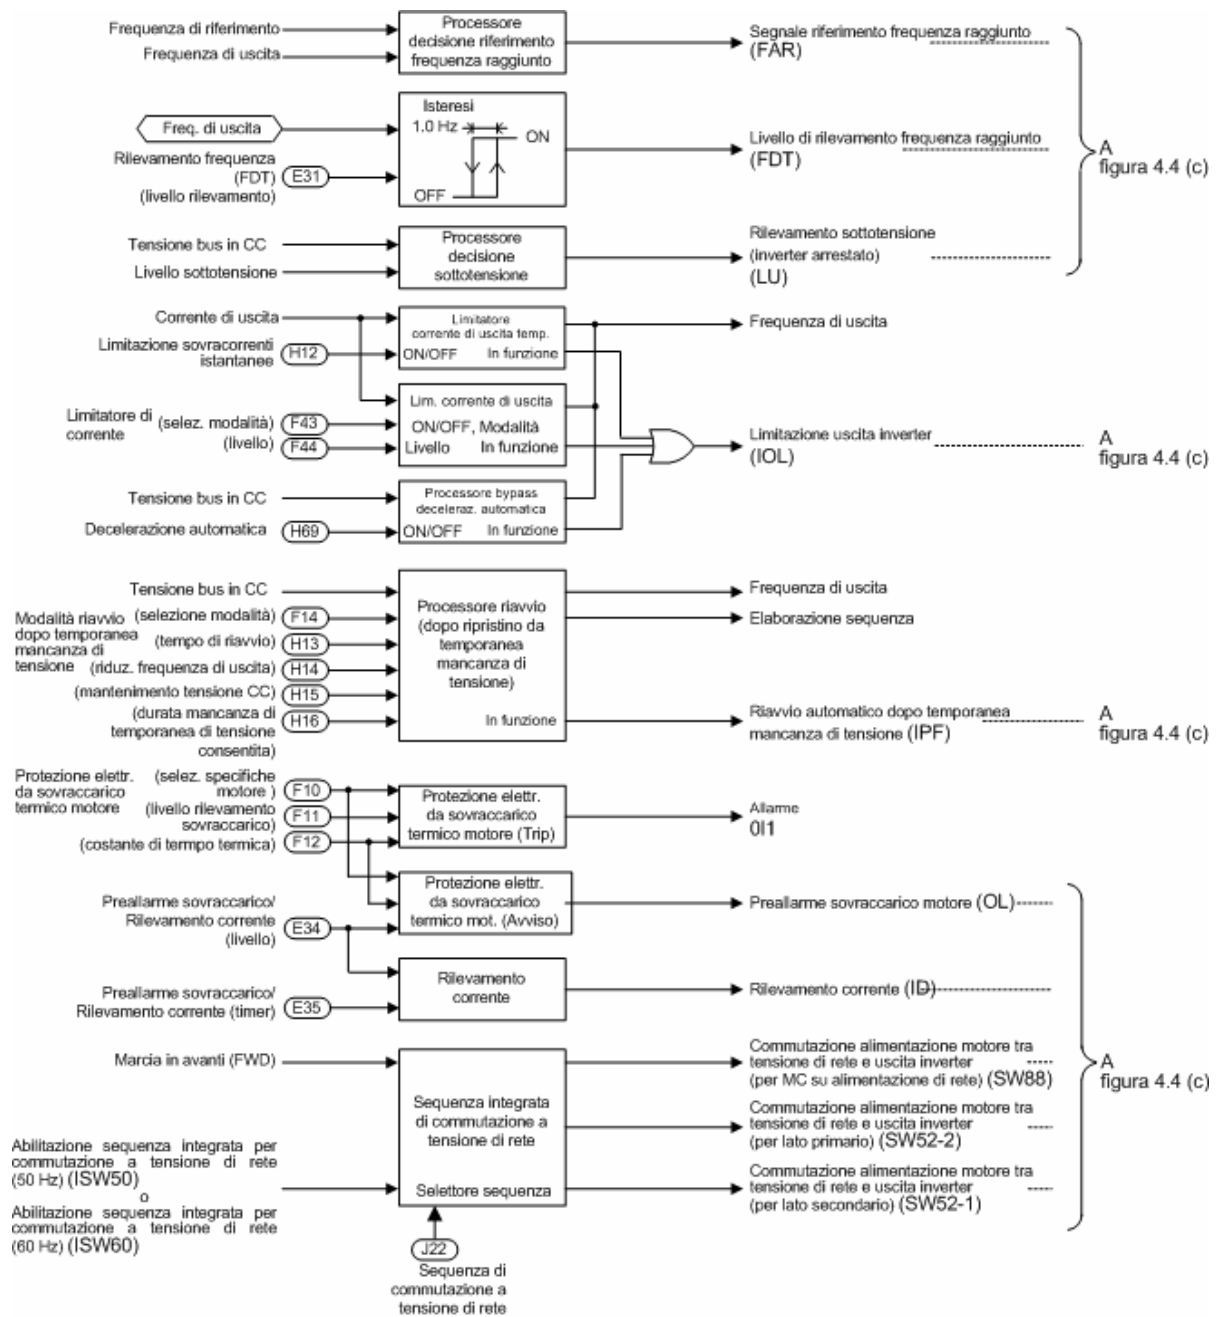 Frequenza di riferimento
Frequenza di uscita
Processore
decisione riferimento
frequenza raggiunto
Segnale riferimento frequenza raggiunto
(FAR)
Freq. di uscita
Rilevamento frequenza
(FDT)
(livello rilevamento)
E31
Isteresi
1.0 Hz
ON
OFF
Livello di rilevamento frequenza raggiunto
(FDT)
A
figura 4.4 (c)
Tensione bus in CC
Livello sottotensione
Processore
decisione
sottotensione
Rilevamento sottotensione
(inverter arrestato)
(LU)
Corrente di uscita
Limitazione sovracorrenti
istantanee
H12
Limitatore
corrente di uscita temp.
ON/OFF In funzione
Frequenza di uscita
Limitatore di
corrente
(selez. modalità)
F43
(livello)
F44
Lim. corrente di uscita
ON/OFF, Modalità
Livello In funzione
Limitazione uscita inverter
(IOL)
A
figura 4.4 (c)
Tensione bus in CC
Decelerazione automatica
H69
Processore bypass
deceleraz. automatica
ON/OFF In funzione
Tensione bus in CC
Modalità riavvio
dopo temporanea
mancanza di
tensione
(selezione modalità)
F14
(tempo di riavvio)
H13
(riduz. frequenza di uscita)
H14
(mantenimento tensione CC)
H15
(durata mancanza di
temporanea di tensione
consentita)
H16
Processore riavvio
(dopo ripristino da
temporanea
mancanza di
tensione)
In funzione
Frequenza di uscita
Elaborazione sequenza
Riavvio automatico dopo temporanea
mancanza di tensione (IPF)
A
figura 4.4 (c)
Protezione elettr.
da sovraccarico
termico motore
(selez. specifiche
motore )
F10
(livello rilevamento
sovraccarico)
F11
(costante di termpo termica)
F12
Protezione elettr.
da sovraccarico
termico motore (Trip)
Allarme
0l1
Preallarme sovraccarico/
Rilevamento corrente
(livello)
E34
Protezione elettr.
da sovraccarico
termico mot. (Avviso)
Preallarme sovraccarico motore (OL)
Preallarme sovraccarico/
Rilevamento corrente (timer)
E35
Rilevamento
corrente
Rilevamento corrente (ID)
Marcia in avanti (FWD)
Abilitazione sequenza integrata per
commutazione a tensione di rete
(50 Hz) (ISW50)
o
Abilitazione sequenza integrata per
commutazione a tensione di rete
(60 Hz) (ISW60)
Sequenza integrata
di commutazione a
tensione di rete
Selettore sequenza
J22
Sequenza di
commutazione a
tensione di rete
Commutazione alimentazione motore tra
tensione di rete e uscita inverter
(per MC su alimentazione di rete) (SW88)
Commutazione alimentazione motore tra
tensione di rete e uscita inverter
(per lato primario) (SW52-2)
Commutazione alimentazione motore tra
tensione di rete e uscita inverter
(per lato secondario) (SW52-1)
A
figura 4.4 (c)